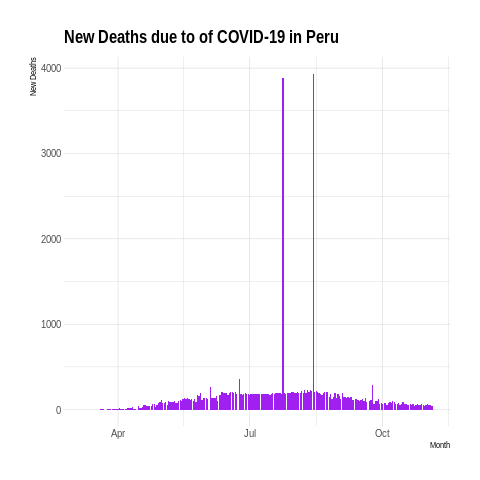 New Deaths due to of COVID-19 in Peru
New Deaths
4000
3000
2000
1000
0
Apr
Jul
Oct
Month